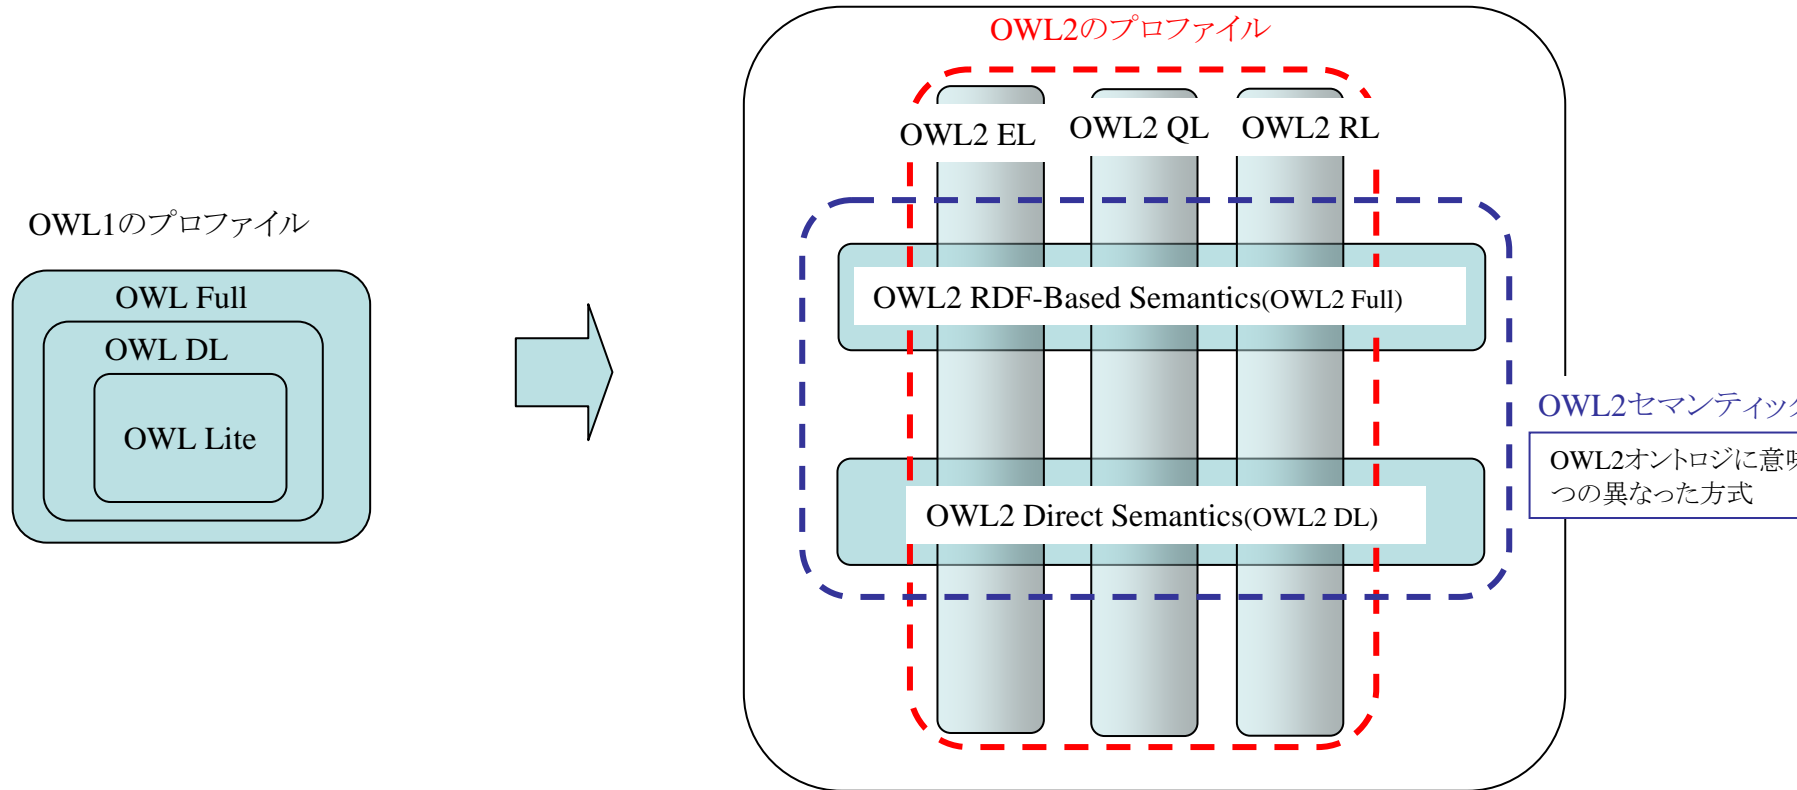 OWL1のプロファイル
OWL Full
OWL DL
OWL Lite
OWL2のプロファイル
OWL2 EL
OWL2 QL
OWL2 RL
OWL2 RDF-Based Semantics(OWL2 Full)
OWL2 Direct Semantics(OWL2 DL)
OWL2セマンティック
OWL2オントロジに意味
つの異なった方式